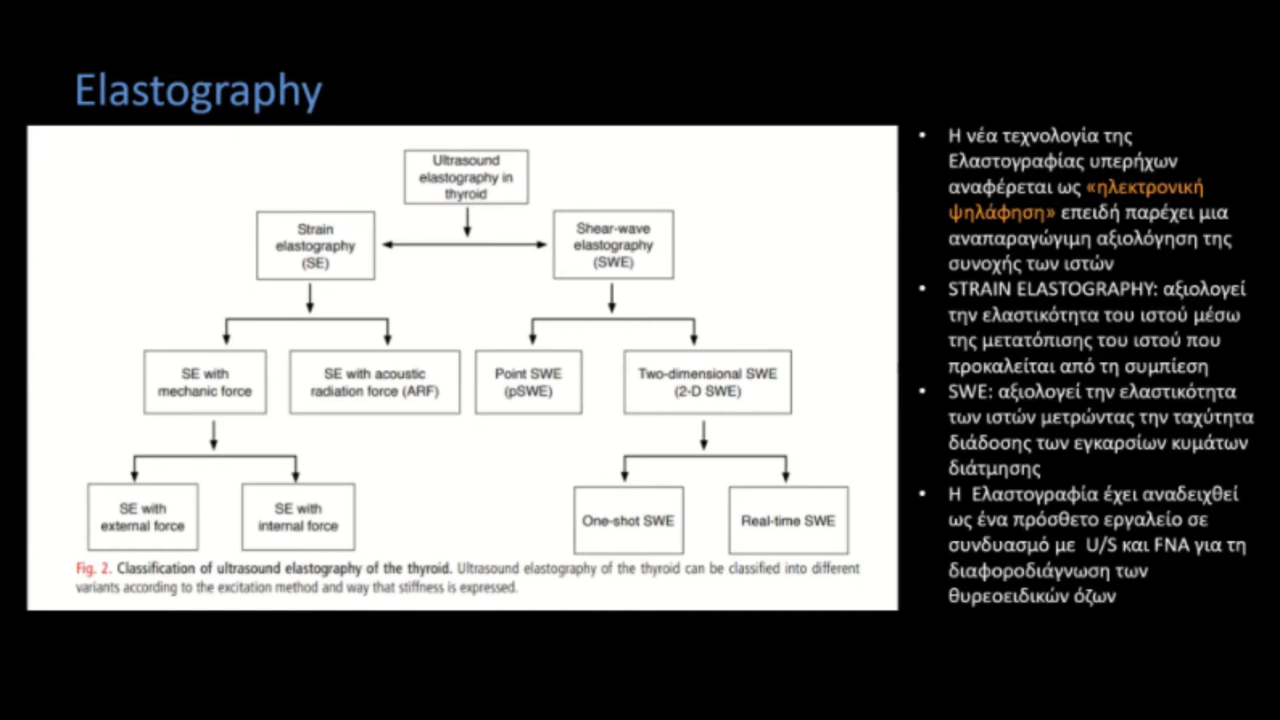 Elastography
Ultrasound
elastography in
thyroid
Strain
elastography
(SE)
Shear-wave
elastography
(SWE)
SE with
mechanic force
SE with acoustic
radiation force (ARF)
Point SWE
(pSWE)
Two-dimensional SWE
(2-D SWE)
SE with
external force
SE with
internal force
One-shot SWE
Real-time SWE
Fig. 2. Classification of ultrasound elastography of the thyroid. Ultrasound elastography of the thyroid can be classified into different
variants according to the excitation method and way that stiffness is expressed.
• Η νέα τεχνολογία της
Ελαστογραφίας υπερήχων
αναφέρεται ως «ηλεκτρονική
ψηλάφηση» επειδή παρέχει μια
αναπαραγώγιμη αξιολόγηση της
συνοχής των ιστών
• STRAIN ELASTOGRAPHY: αξιολογεί
την ελαστικότητα του ιστού μέσω
της μετατόπισης του ιστού που
προκαλείται από τη συμπίεση
• SWE: αξιολογεί την ελαστικότητα
των ιστών μετρώντας την ταχύτητα
διάδοσης των εγκαρσίων κυμάτων
διάτμησης
• Η Ελαστογραφία έχει αναδειχθεί
ως ένα πρόσθετο εργαλείο σε
συνδυασμό με U/S και FNA για τη
διαφοροδιάγνωση των
θυρεοειδικών όζων